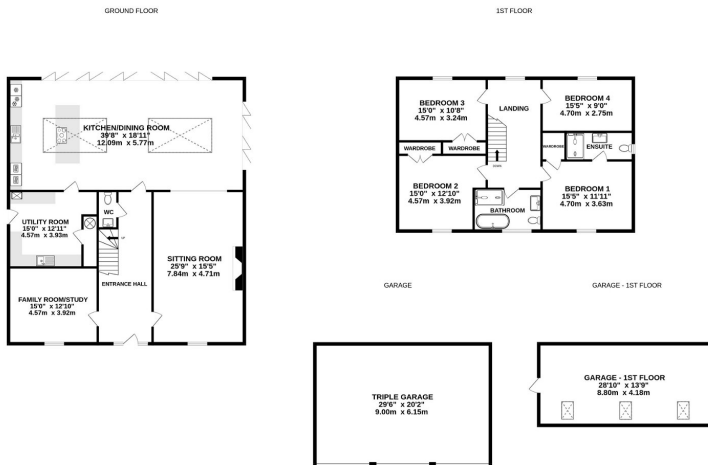 GROUND FLOOR
KITCHEN/DINING ROOM
39'8" x 18'11"
12.09m x 5.77m
UTILITY ROOM
15'0" x 12'11"
4.57m x 3.93m
WC
UP
SITTING ROOM
25'9" x 15'5"
7.84m x 4.71m
ENTRANCE HALL
FAMILY ROOM/STUDY
15'0" x 12'10"
4.57m x 3.92m
1ST FLOOR
BEDROOM 3
15'0" x 10'8"
4.57m x 3.24m
LANDING
BEDROOM 4
15'5" x 9'0"
4.70m x 2.75m
WARDROBE
WARDROBE
WARDROBE
ENSUITE
DOWN
BEDROOM 2
15'0" x 12'10"
4.57m x 3.92m
BATHROOM
BEDROOM 1
15'5" x 11'11"
4.70m x 3.63m
GARAGE
TRIPLE GARAGE
29'6" x 20'2"
9.00m x 6.15m
GARAGE - 1ST FLOOR
GARAGE - 1ST FLOOR
28'10" x 13'9"
8.80m x 4.18m